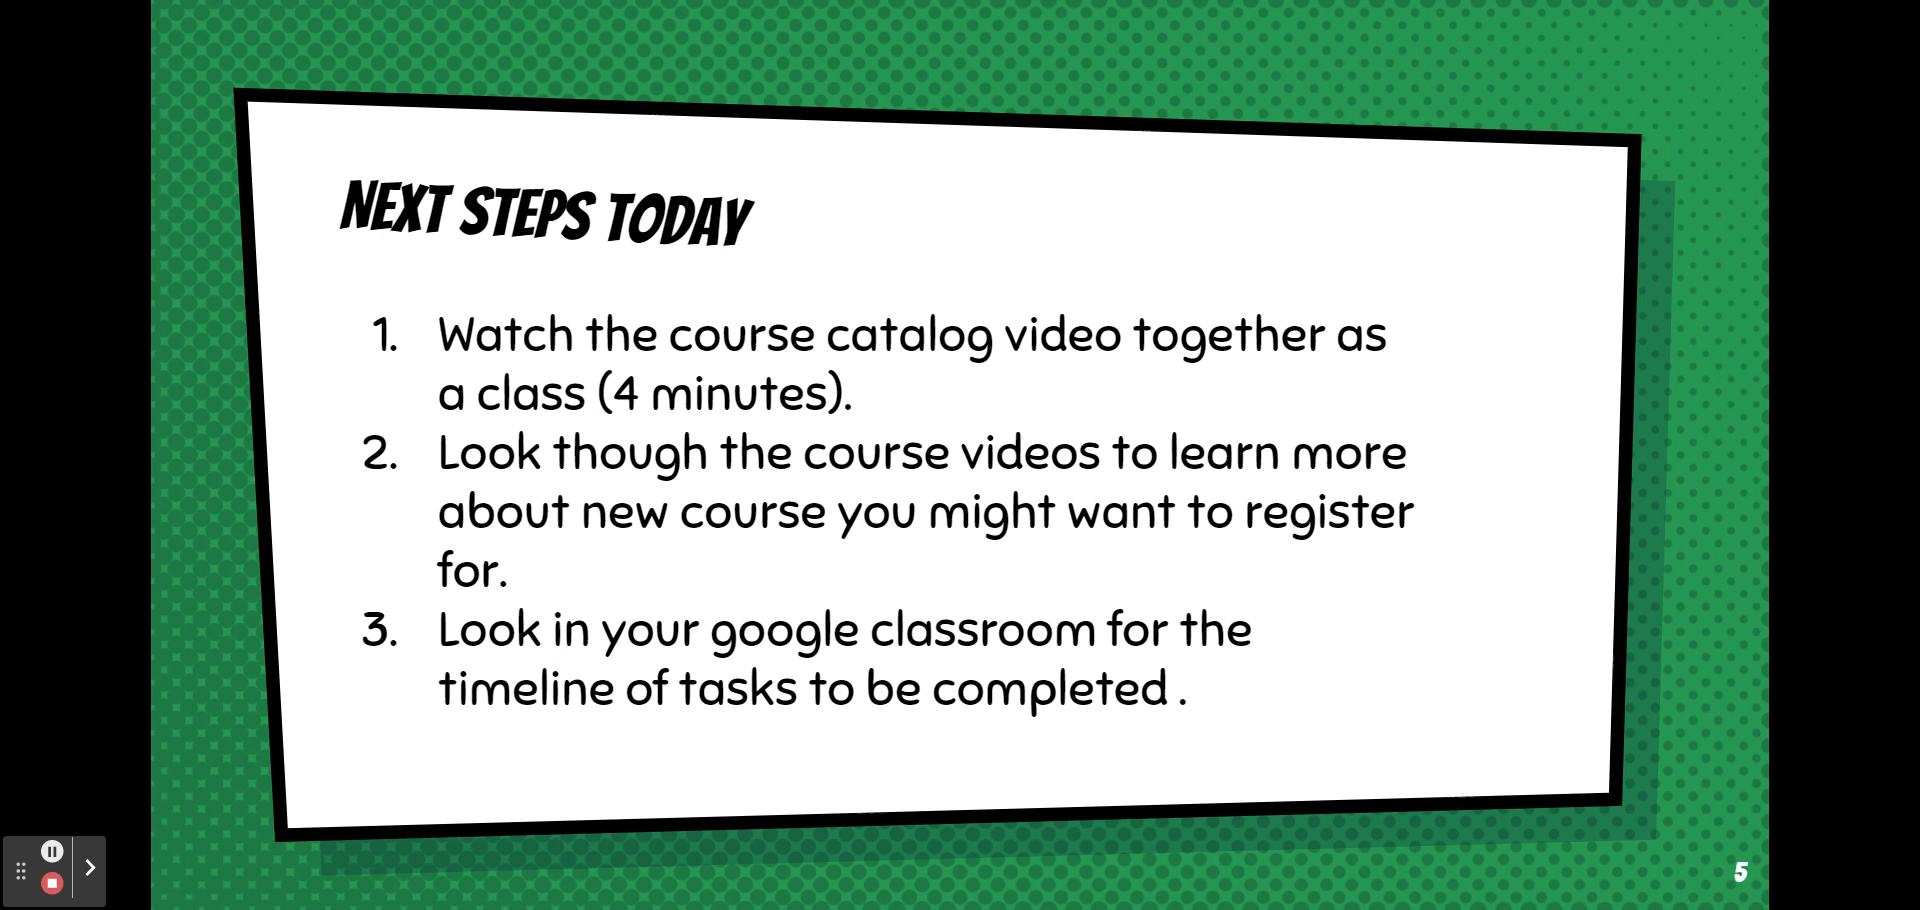 NEXT STEPS TODAY
1. Watch the course catalog video together as
a class (4 minutes).
2. Look though the course videos to learn more
about new course you might want to register
for.
3. Look in your google classroom for the
timeline of tasks to be completed .
5